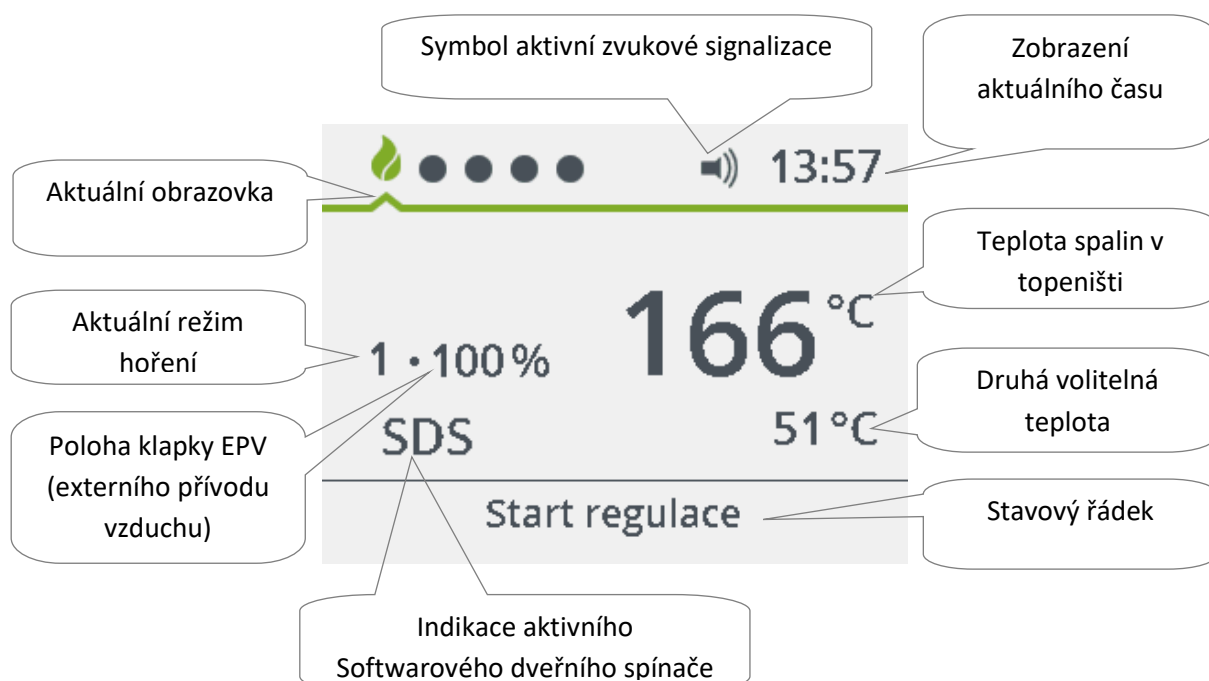 Symbol aktivní zvukové signalizace
Zobrazení
aktuálního času
13:57
Aktuální obrazovka
Teplota spalin v
topeništi
166 °C
Aktuální režim
hoření
1 · 100 %
Druhá volitelná
teplota
51 °C
SDS
Poloha klapky EPV
(externího přívodu
vzduchu)
Start regulace
Stavový řádek
Indikace aktivního
Softwarového dveřního spínače